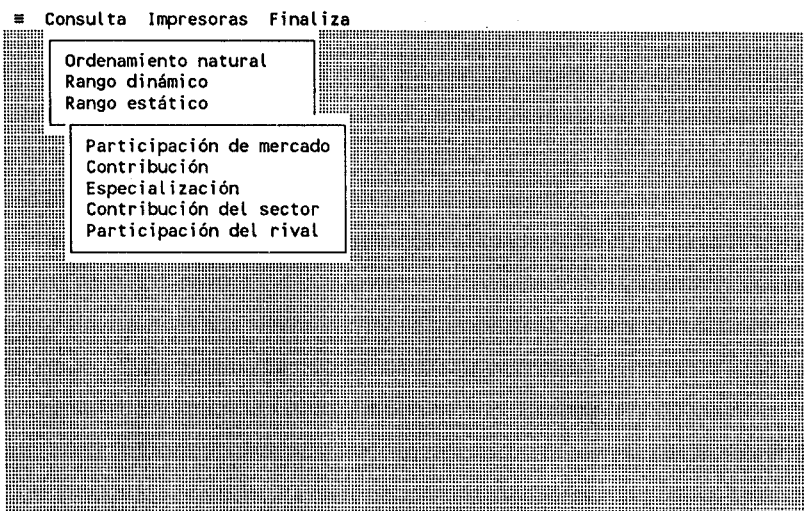 ≡ Consulta Impresoras Finaliza
Ordenamiento natural
Rango dinámico
Rango estático
Participación de mercado
Contribución
Especialización
Contribución del sector
Participación del rival